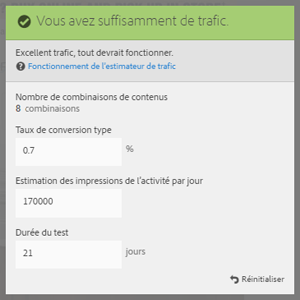 Vous avez suffisamment de trafic.
Excellent trafic, tout devrait fonctionner.
Fonctionnement de l'estimateur de trafic
Nombre de combinaisons de contenus
8 combinaisons
Taux de conversion type
0.7 %
Estimation des impressions de l'activité par jour
170000
Durée du test
21 jours
Réinitialiser